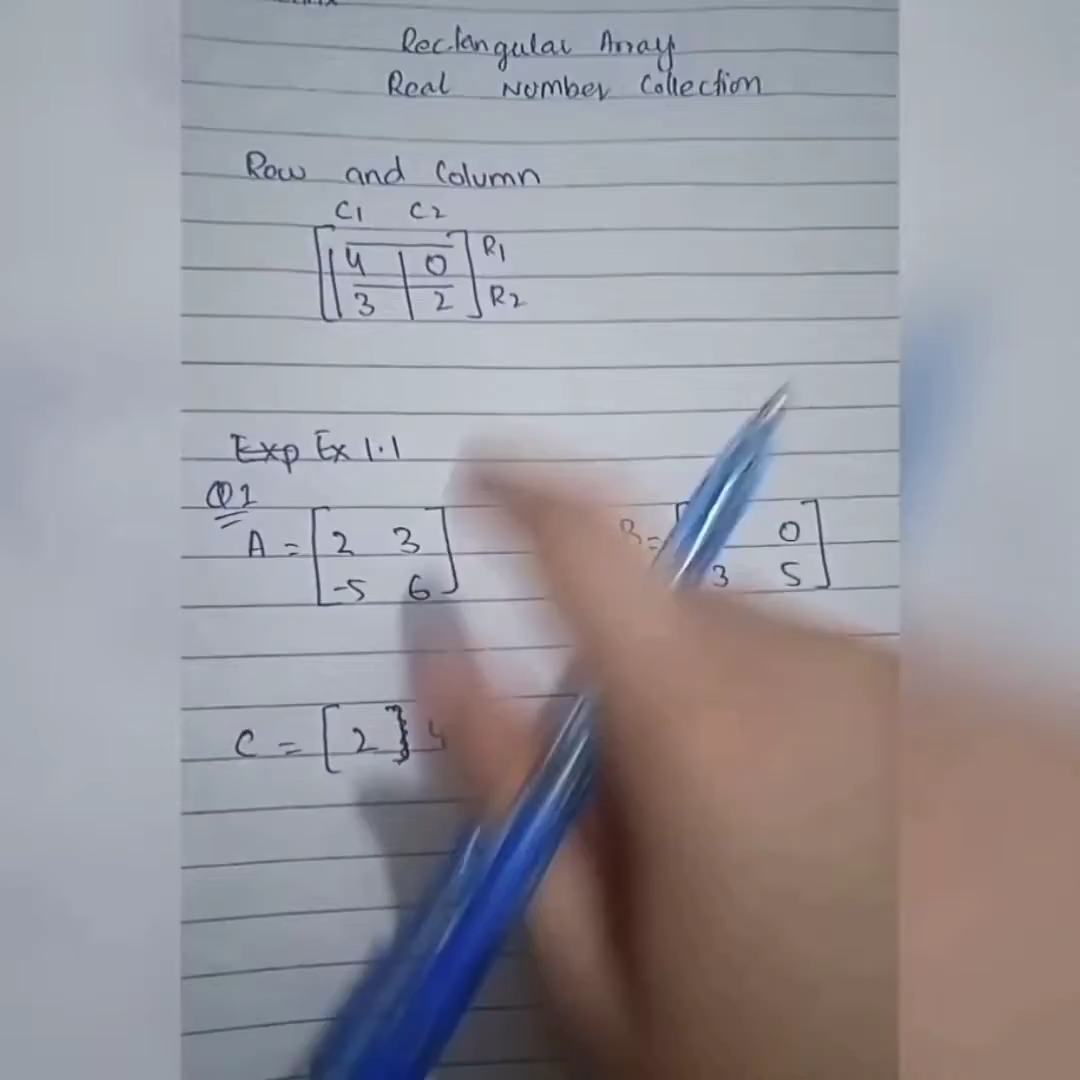 Rectangular Array
Real Number Collection
Row and Column
C1 C2
4 0 R1
3 2 R2
Exp Ex 1.1
Q1
A = [2 3
-5 6]
B = [ 0
3 5]
C = [2] 4